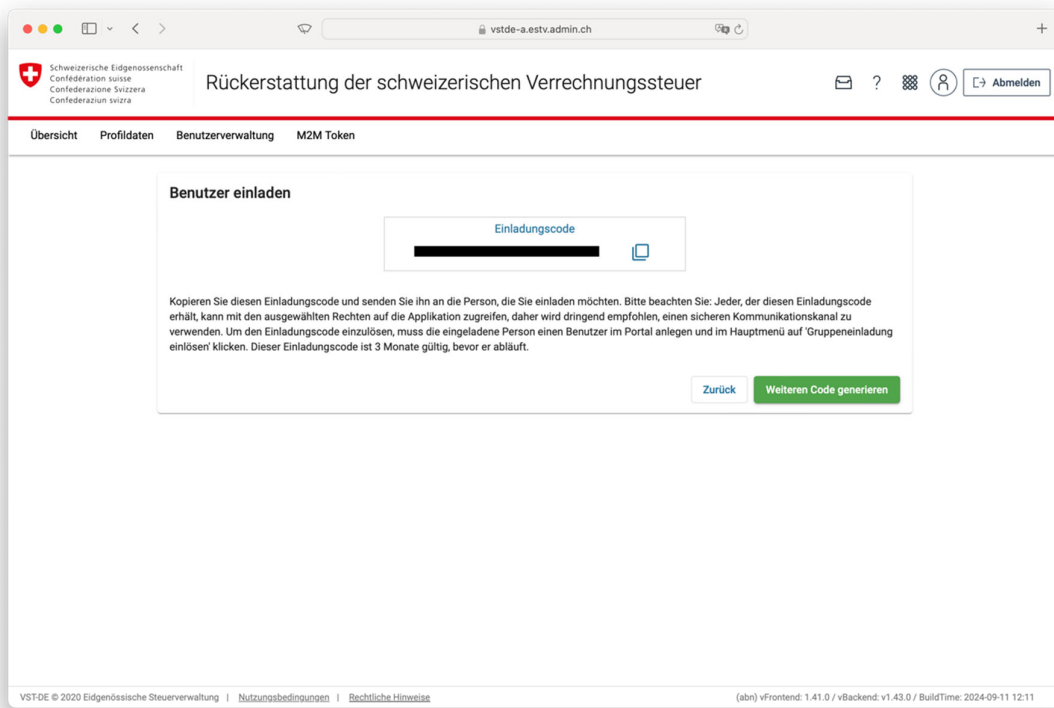 vstde-a.estv.admin.ch
Schweizerische Eidgenossenschaft
Confédération suisse
Confederazione Svizzera
Confederaziun svizra
Rückerstattung der schweizerischen Verrechnungssteuer
?
Abmelden
Übersicht Profildaten Benutzerverwaltung M2M Token
Benutzer einladen
Einladungscode
Kopieren Sie diesen Einladungscode und senden Sie ihn an die Person, die Sie einladen möchten. Bitte beachten Sie: Jeder, der diesen Einladungscode
erhält, kann mit den ausgewählten Rechten auf die Applikation zugreifen, daher wird dringend empfohlen, einen sicheren Kommunikationskanal zu
verwenden. Um den Einladungscode einzulösen, muss die eingeladene Person einen Benutzer im Portal anlegen und im Hauptmenü auf 'Gruppeneinladung
einlösen' klicken. Dieser Einladungscode ist 3 Monate gültig, bevor er abläuft.
Zurück Weiteren Code generieren
VST-DE © 2020 Eidgenössische Steuerverwaltung | Nutzungsbedingungen | Rechtliche Hinweise (abn) vFrontend: 1.41.0 / vBackend: v1.43.0 / BuildTime: 2024-09-11 12:11